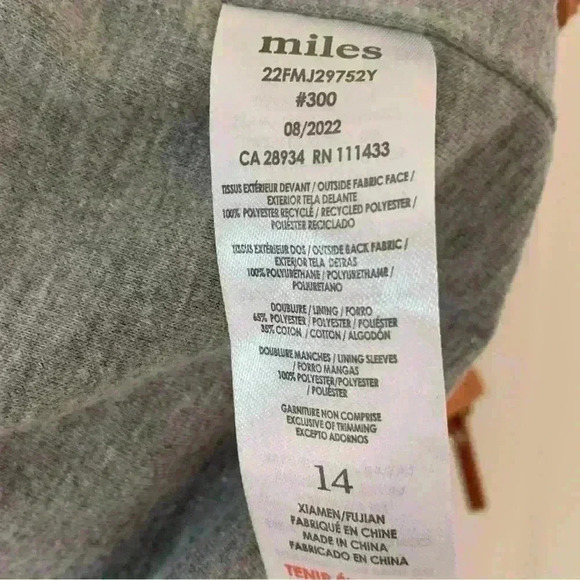 miles
22FMJ29752Y
#300
08/2022
CA 28934 RN 111433
TISSUS EXTÉRIEUR DEVANT / OUTSIDE FABRIC FACE /
EXTERIOR TELA DELANTE
100% POLYESTER RECYCLÉ / RECYCLED POLYESTER /
POLIÉSTER RECICLADO
TISSUS EXTÉRIEUR DOS / OUTSIDE BACK FABRIC /
EXTERIOR TELA DETRAS
100% POLYURÉTHANE / POLYURETHANE /
POLIURETANO
DOUBLURE / LINING / FORRO
65% POLYESTER / POLYESTER / POLIÉSTER
35% COTON / COTTON / ALGODÓN
DOUBLURE MANCHES / LINING SLEEVES
/ FORRO MANGAS
100% POLYESTER/POLYESTER
/ POLIÉSTER
GARNITURE NON COMPRISE
EXCLUSIVE OF TRIMMING
EXCEPTO ADORNOS
14
XIAMEN/FUJIAN
FABRIQUÉ EN CHINE
MADE IN CHINA
FABRICADO EN CHINA
TENIR